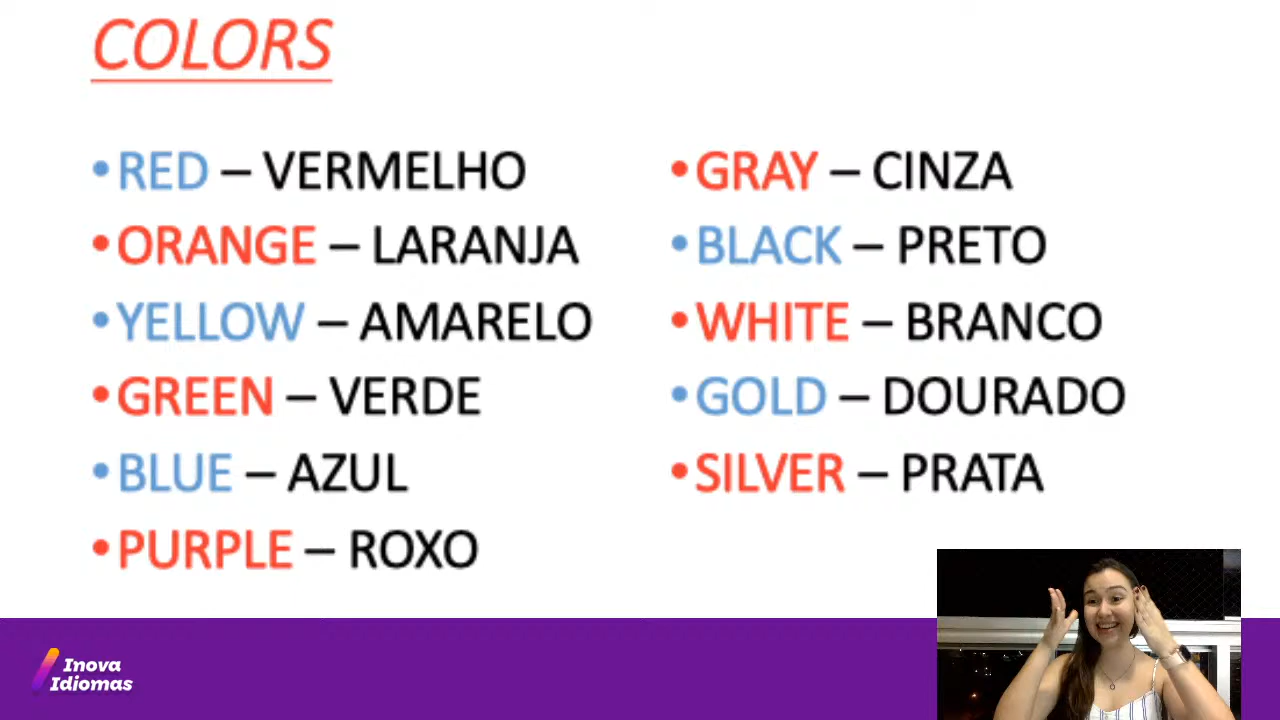 COLORS
•RED – VERMELHO
•ORANGE – LARANJA
•YELLOW – AMARELO
•GREEN – VERDE
•BLUE – AZUL
•PURPLE – ROXO
•GRAY – CINZA
•BLACK – PRETO
•WHITE – BRANCO
•GOLD – DOURADO
•SILVER – PRATA
Inova
Idiomas